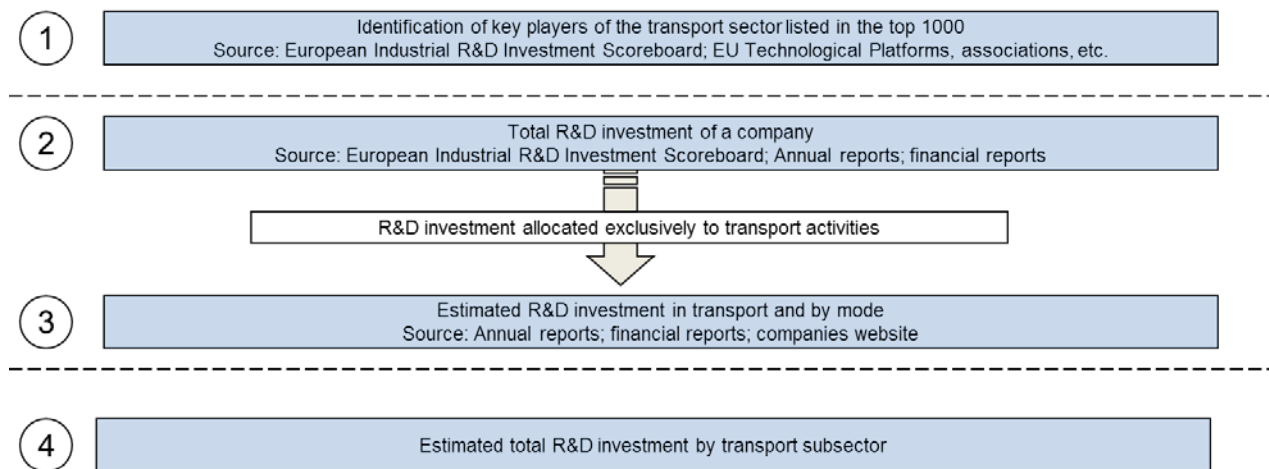 1
Identification of key players of the transport sector listed in the top 1000
Source: European Industrial R&D Investment Scoreboard; EU Technological Platforms, associations, etc.
2
Total R&D investment of a company
Source: European Industrial R&D Investment Scoreboard; Annual reports; financial reports
R&D investment allocated exclusively to transport activities
3
Estimated R&D investment in transport and by mode
Source: Annual reports; financial reports; companies website
4
Estimated total R&D investment by transport subsector